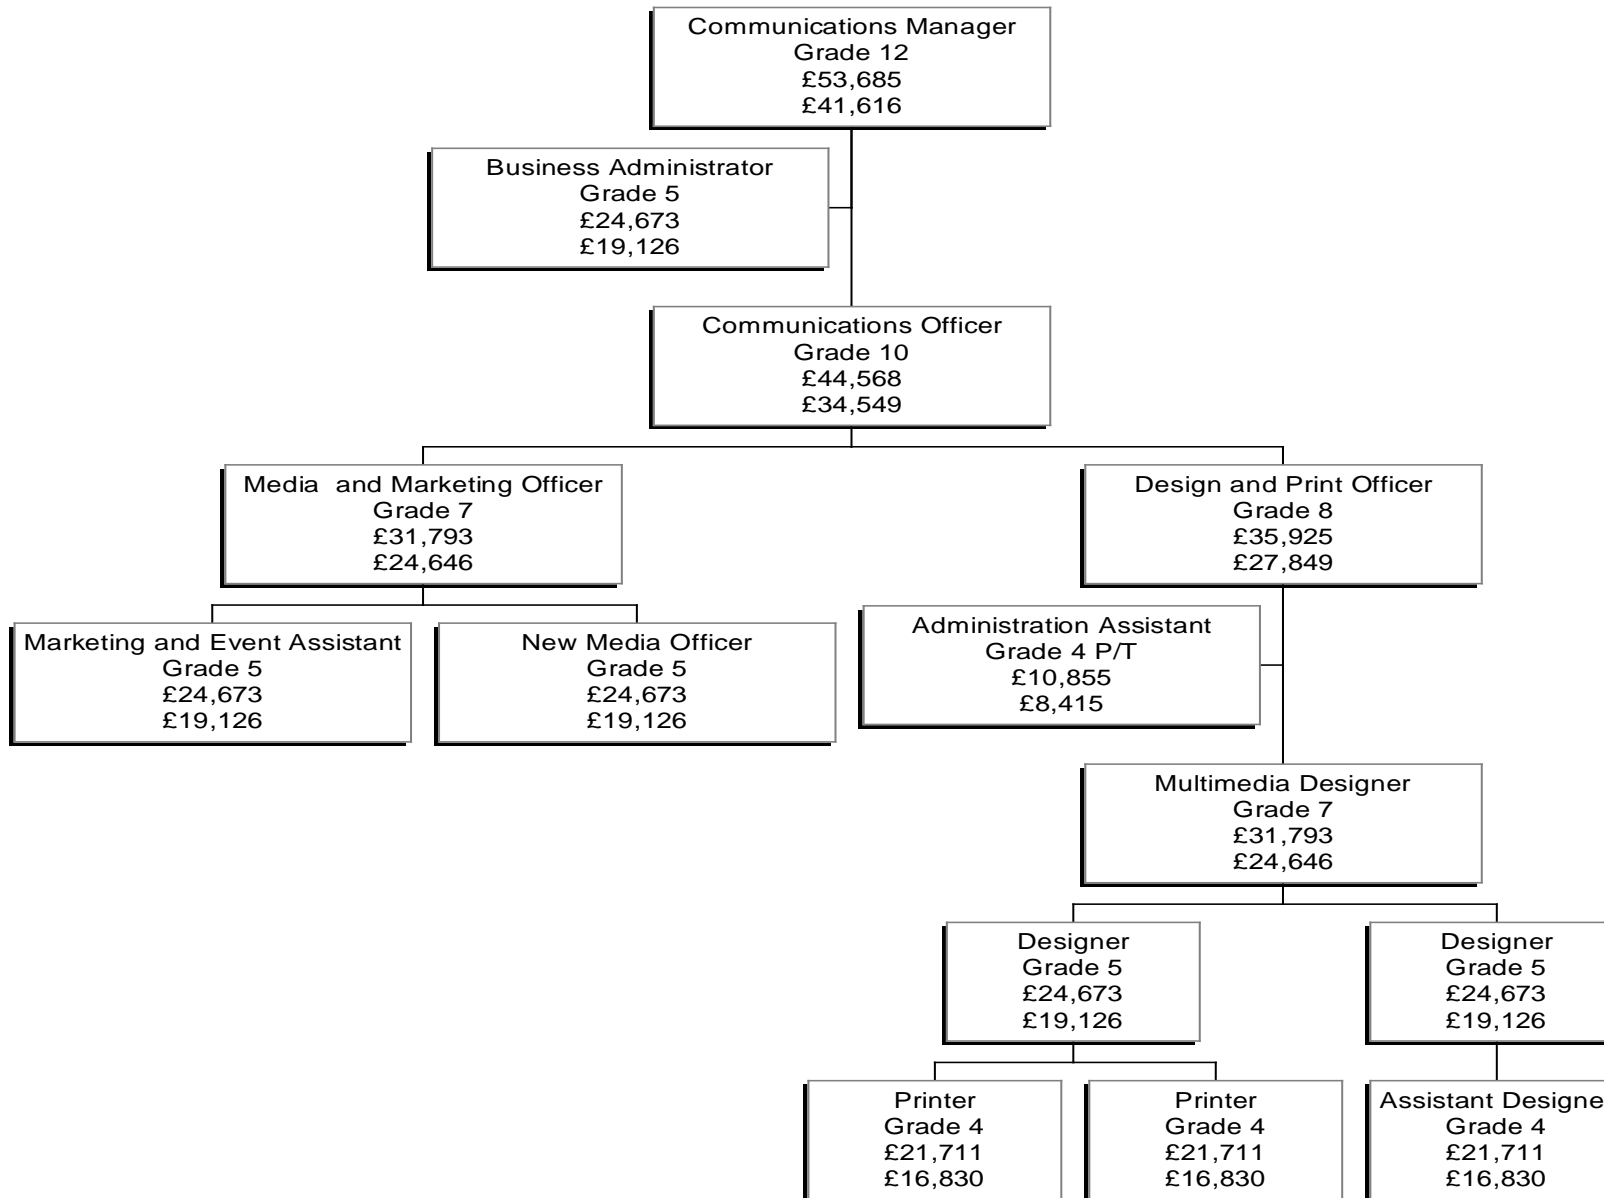 Communications Manager
Grade 12
£53,685
£41,616
Business Administrator
Grade 5
£24,673
£19,126
Communications Officer
Grade 10
£44,568
£34,549
Media  and Marketing Officer
Grade 7
£31,793
£24,646
Design and Print Officer
Grade 8
£35,925
£27,849
Marketing and Event Assistant
Grade 5
£24,673
£19,126
New Media Officer
Grade 5
£24,673
£19,126
Administration Assistant
Grade 4 P/T
£10,855
£8,415
Multimedia Designer
Grade 7
£31,793
£24,646
Designer
Grade 5
£24,673
£19,126
Designer
Grade 5
£24,673
£19,126
Printer
Grade 4
£21,711
£16,830
Printer
Grade 4
£21,711
£16,830
Assistant Designe
Grade 4
£21,711
£16,830